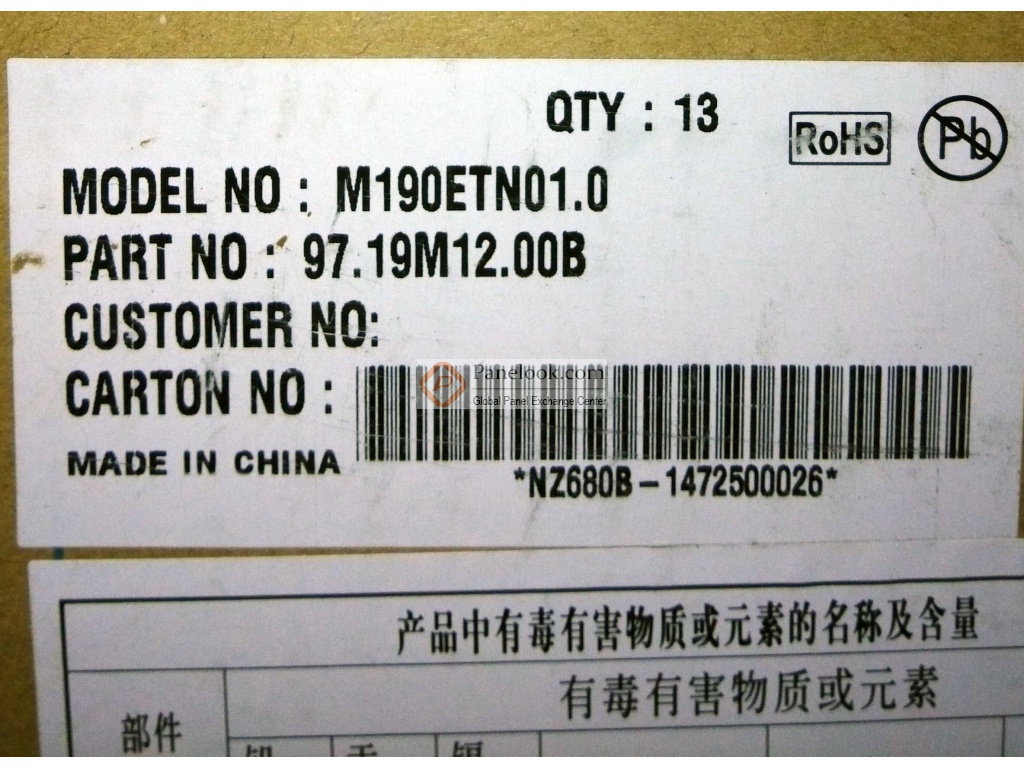 QTY : 13
RoHS
Pb
MODEL NO : M190ETN01.0
PART NO : 97.19M12.00B
CUSTOMER NO:
CARTON NO :
Panelook.com
Global Panel Exchange Center
MADE IN CHINA
*NZ680B-1472500026*
产品中有毒有害物质或元素的名称及含量
有毒有害物质或元素
部件